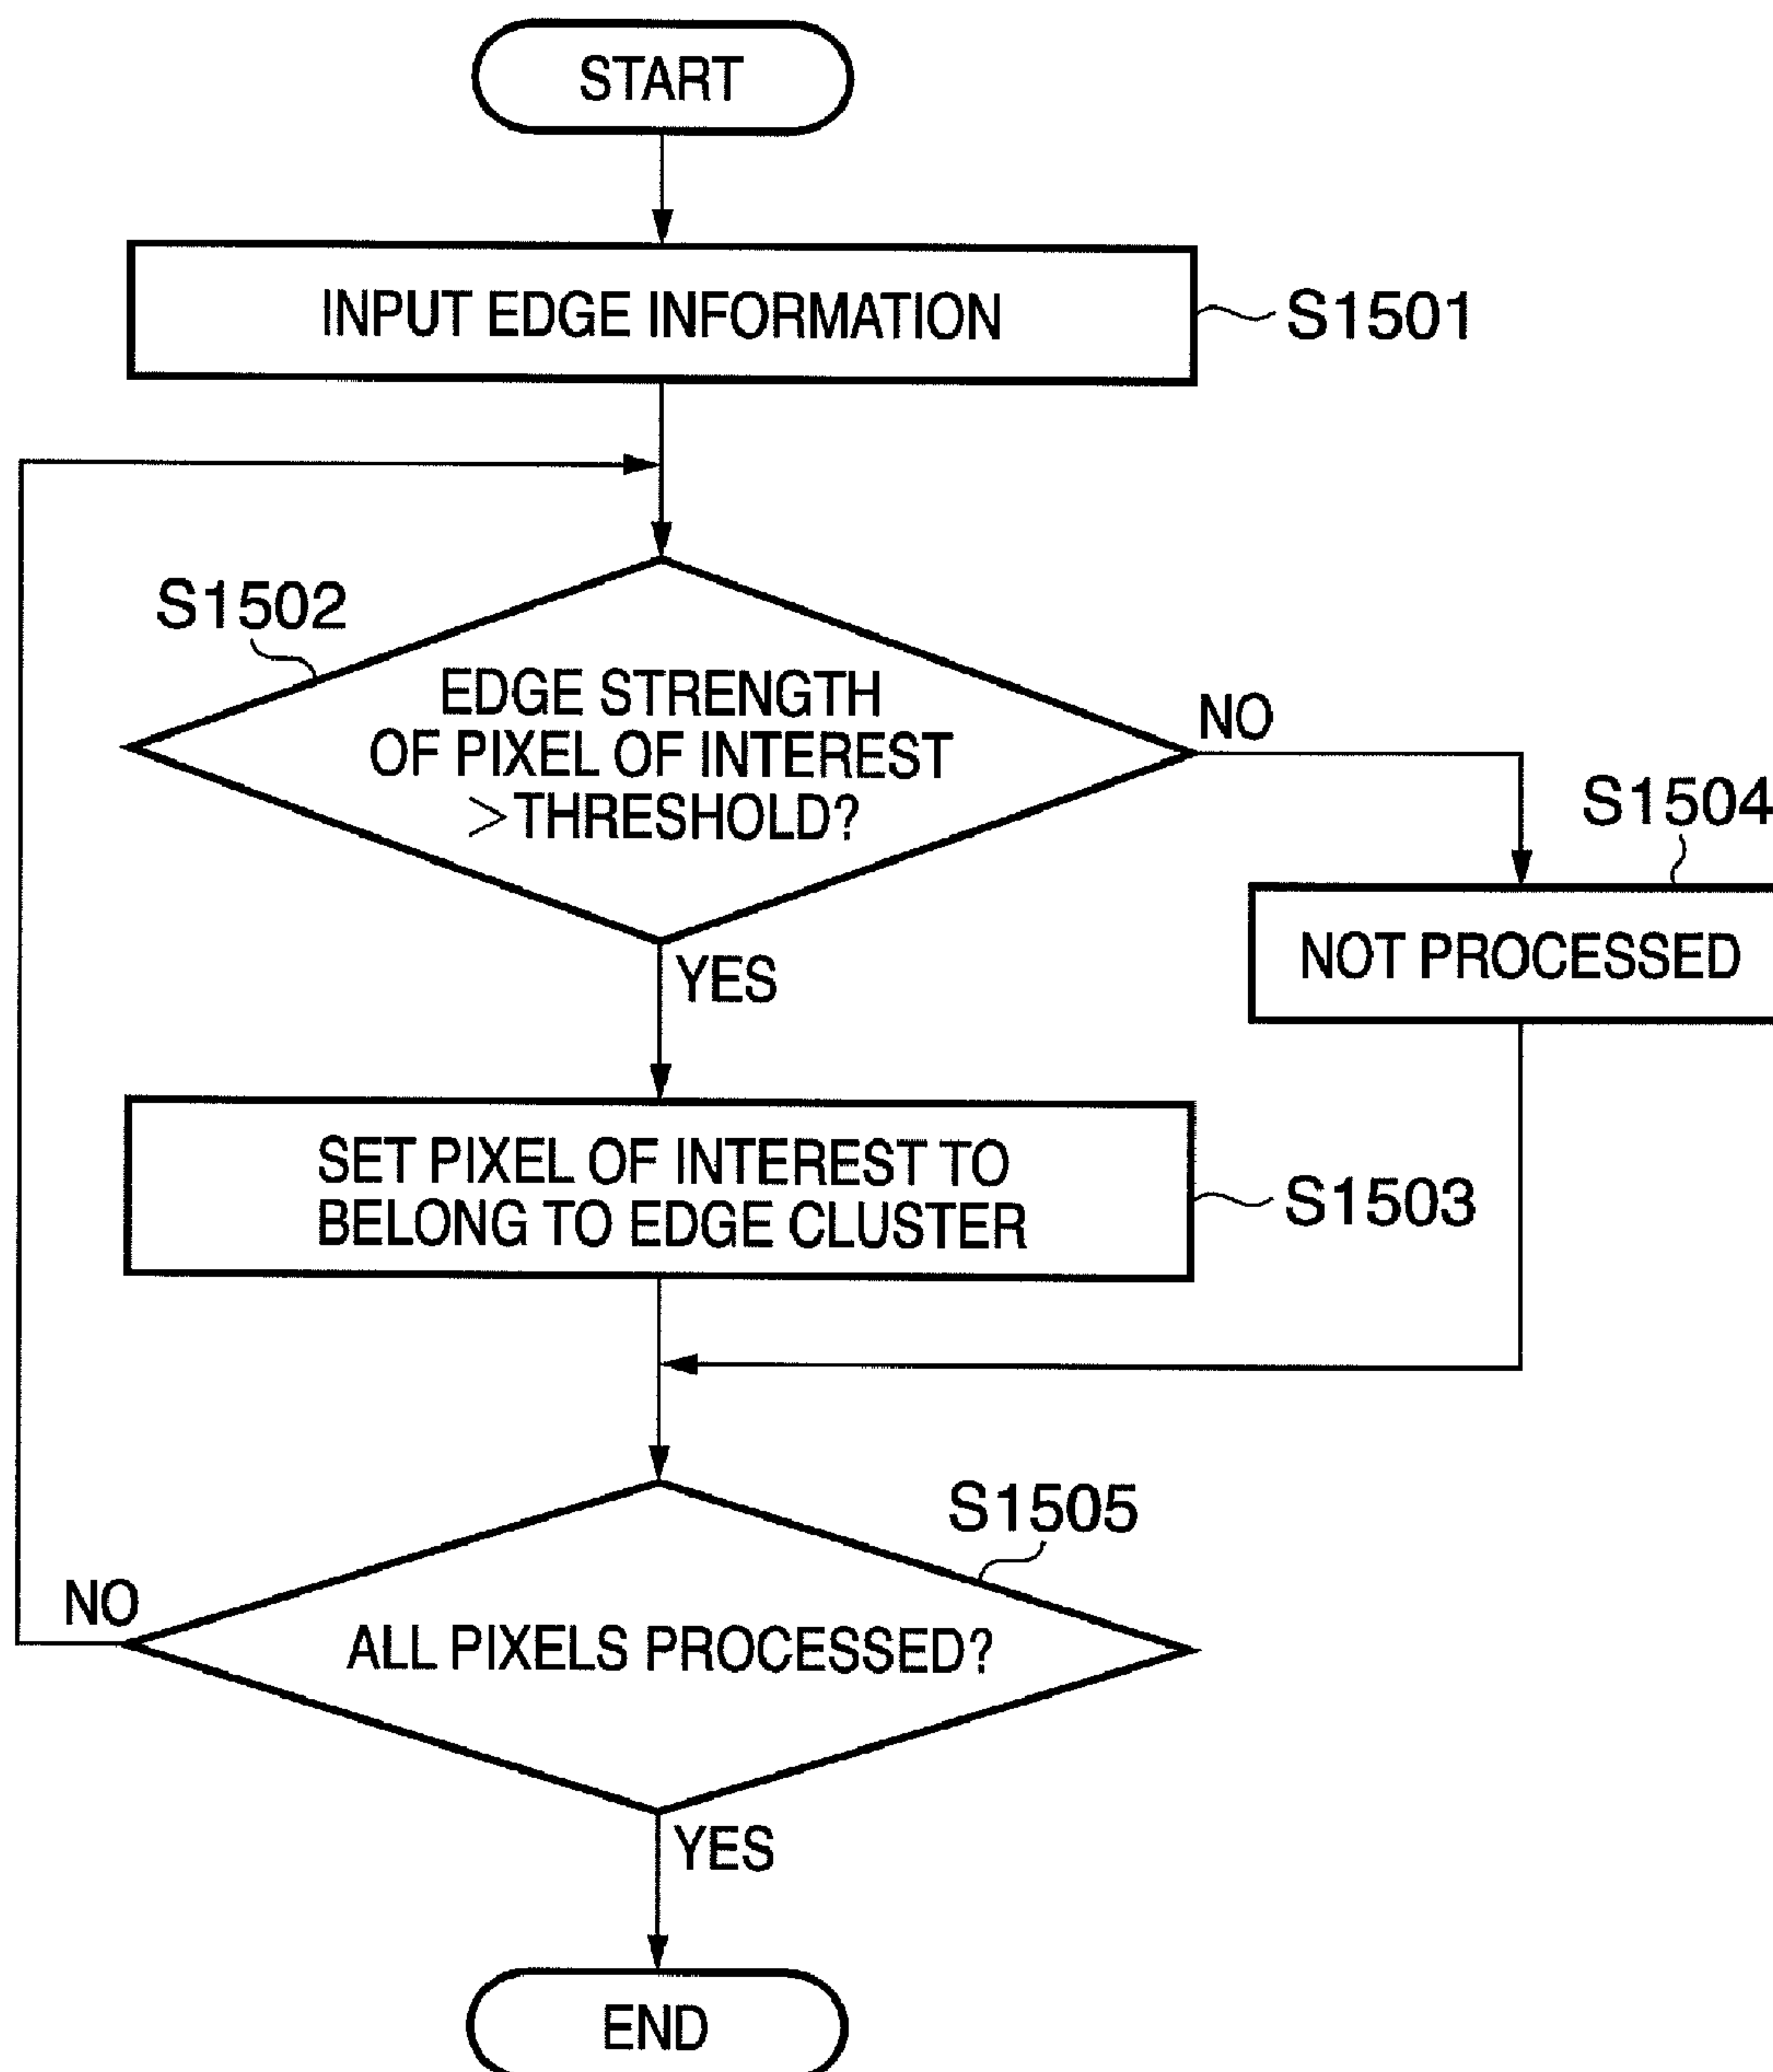 START
INPUT EDGE INFORMATION
S1501
S1502
EDGE STRENGTH
OF PIXEL OF INTEREST
>THRESHOLD?
NO
S1504
NOT PROCESSED
YES
SET PIXEL OF INTEREST TO
BELONG TO EDGE CLUSTER
S1503
S1505
NO
ALL PIXELS PROCESSED?
YES
END